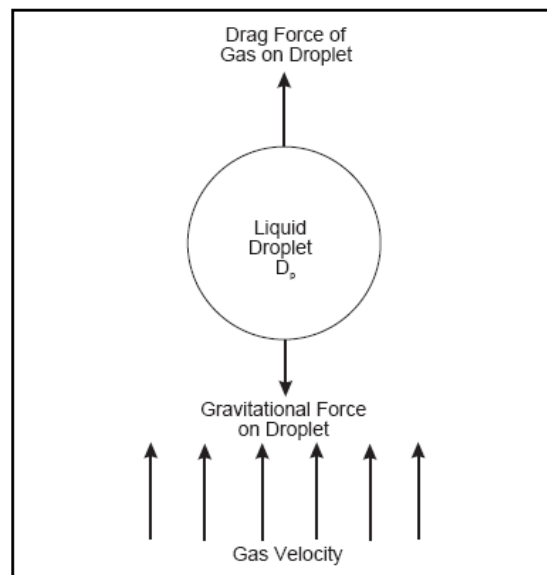 Drag Force of
Gas on Droplet
Liquid
Droplet
Dₚ
Gravitational Force
on Droplet
Gas Velocity